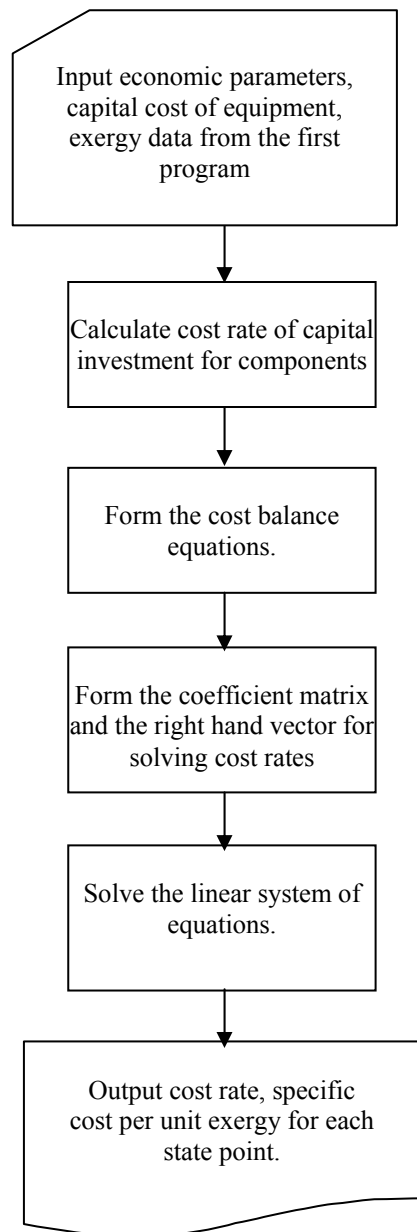 Input economic parameters,
capital cost of equipment,
exergy data from the first
program
Calculate cost rate of capital
investment for components
Form the cost balance
equations.
Form the coefficient matrix
and the right hand vector for
solving cost rates
Solve the linear system of
equations.
Output cost rate, specific
cost per unit exergy for each
state point.